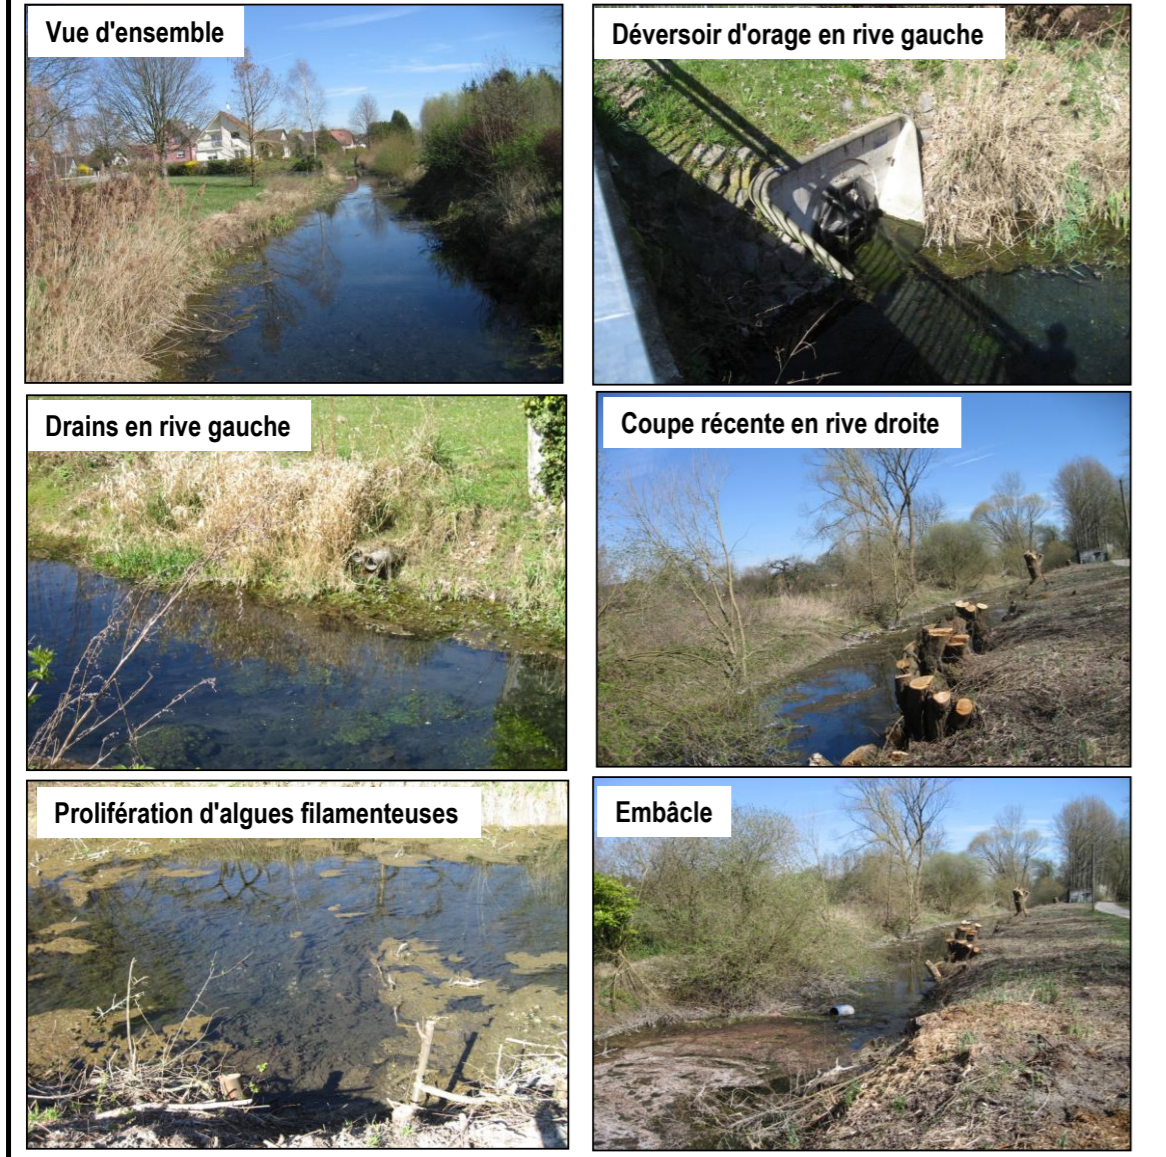 Vue d'ensemble
Déversoir d'orage en rive gauche
Drains en rive gauche
Coupe récente en rive droite
Prolifération d'algues filamenteuses
Embâcle